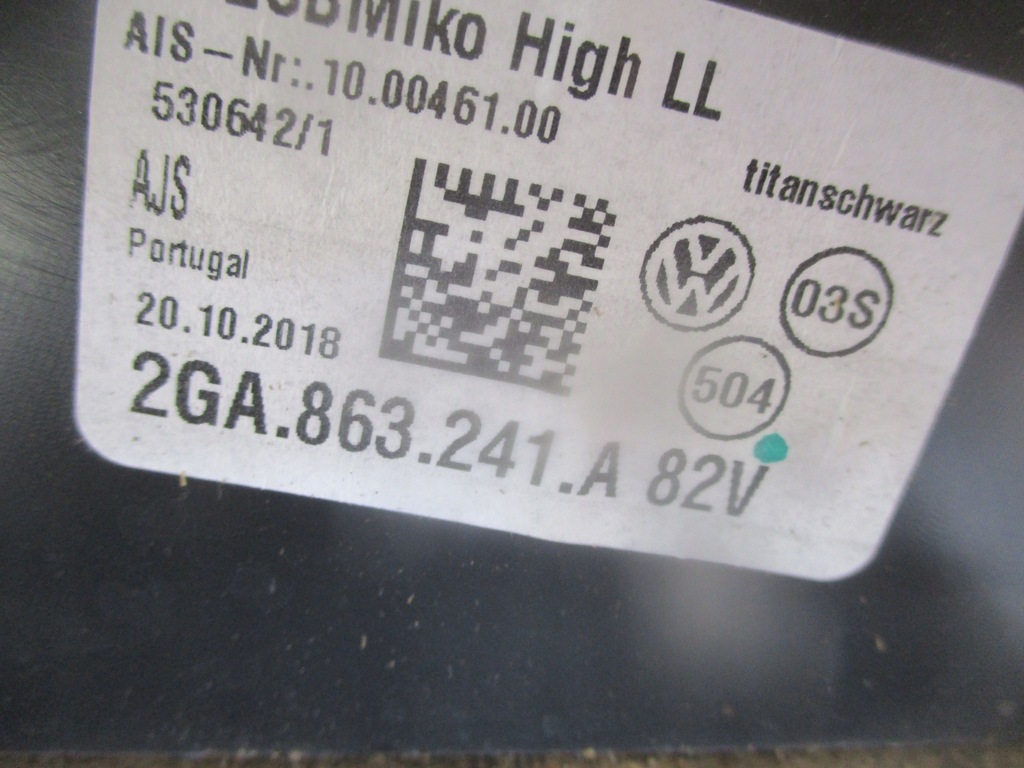 High LL
AIS-Nr:.10.00461.00
530642/1
titanschwarz
AJS
Portugal
03S
20.10.2018
504
2GA.863.241.A 82V